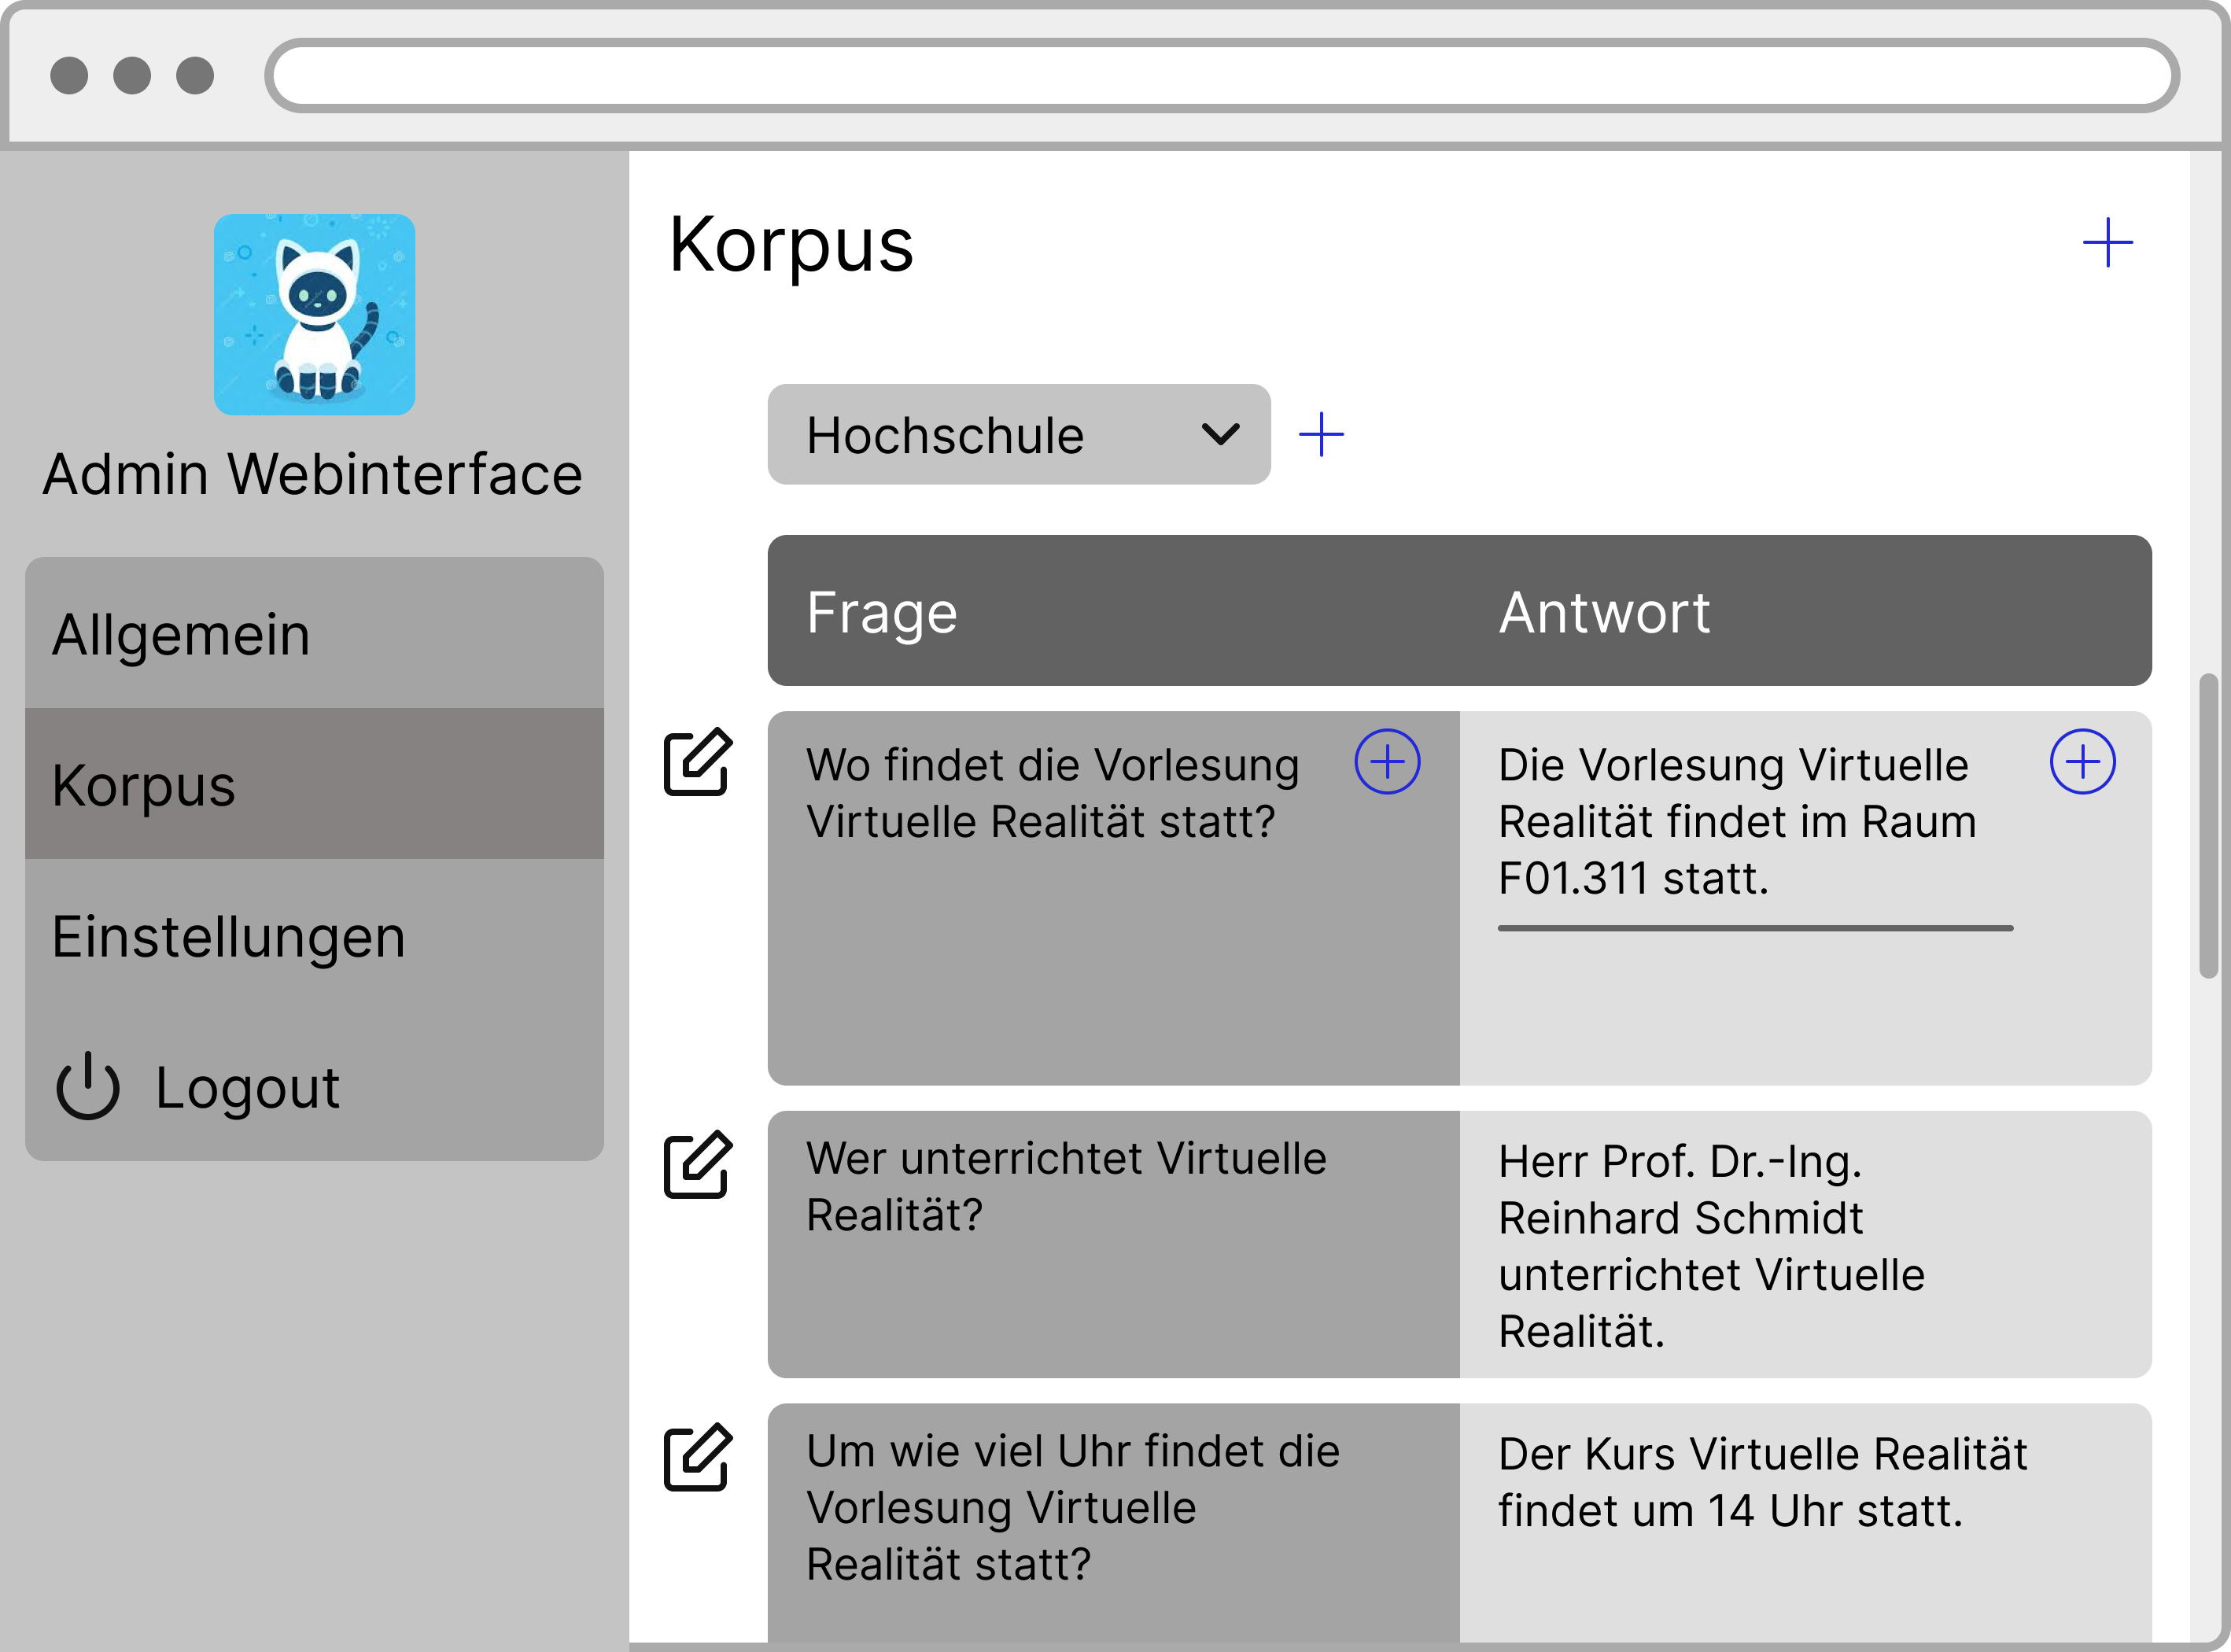 Admin Webinterface
Allgemein
Korpus
Einstellungen
Logout
Korpus
Hochschule
Frage
Antwort
Wo findet die Vorlesung
Virtuelle Realität statt?
Die Vorlesung Virtuelle
Realität findet im Raum
F01.311 statt.
Wer unterrichtet Virtuelle
Realität?
Herr Prof. Dr.-Ing.
Reinhard Schmidt
unterrichtet Virtuelle
Realität.
Um wie viel Uhr findet die
Vorlesung Virtuelle
Realität statt?
Der Kurs Virtuelle Realität
findet um 14 Uhr statt.